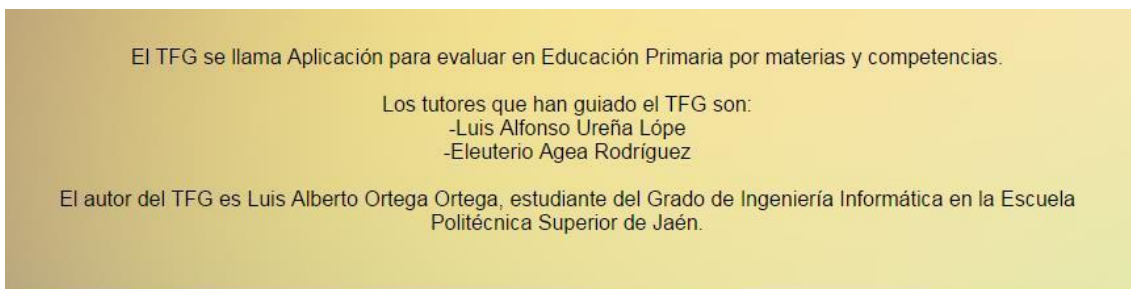 El TFG se llama Aplicación para evaluar en Educación Primaria por materias y competencias.
Los tutores que han guiado el TFG son:
-Luis Alfonso Ureña Lópe
-Eleuterio Agea Rodríguez
El autor del TFG es Luis Alberto Ortega Ortega, estudiante del Grado de Ingeniería Informática en la Escuela
Politécnica Superior de Jaén.